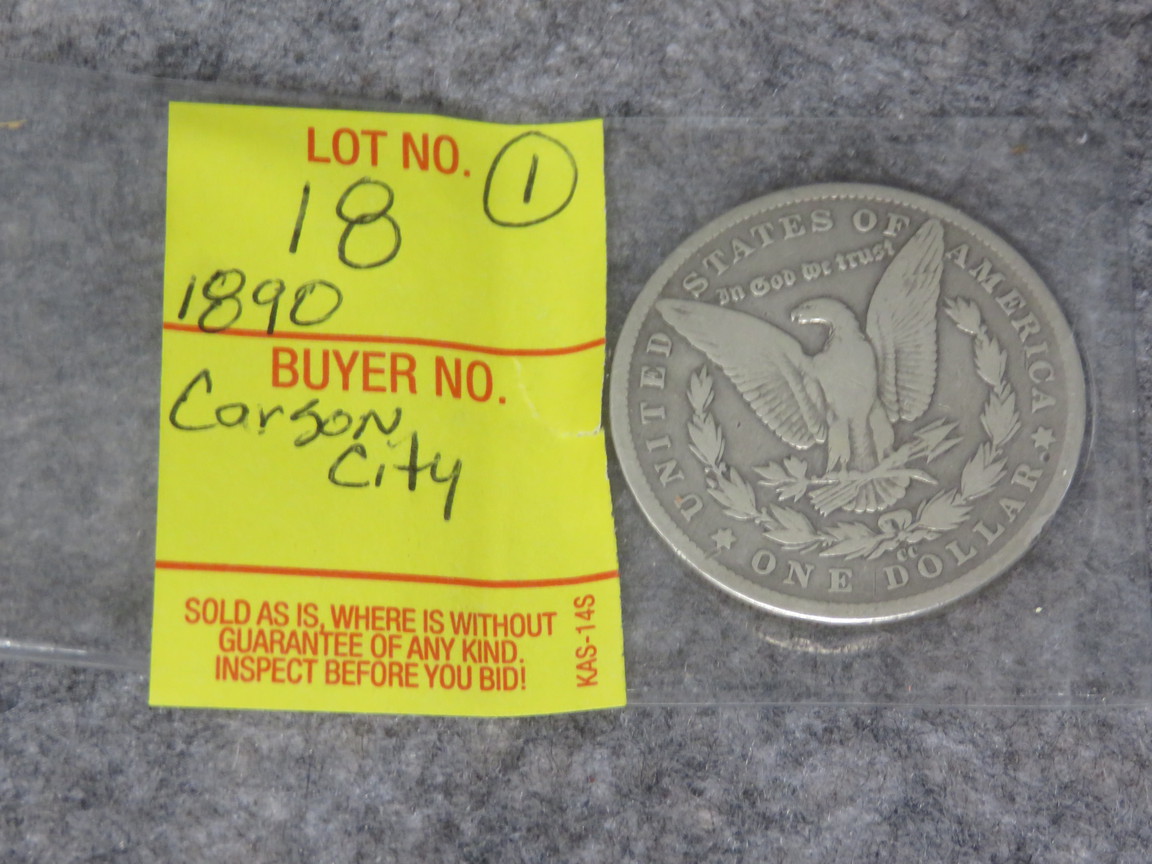 LOT NO. 1
18
1890
BUYER NO.
Carson
City
SOLD AS IS, WHERE IS WITHOUT
GUARANTEE OF ANY KIND.
INSPECT BEFORE YOU BID!
KAS-14S
UNITED STATES OF AMERICA
In God we trust
CC
ONE DOLLAR